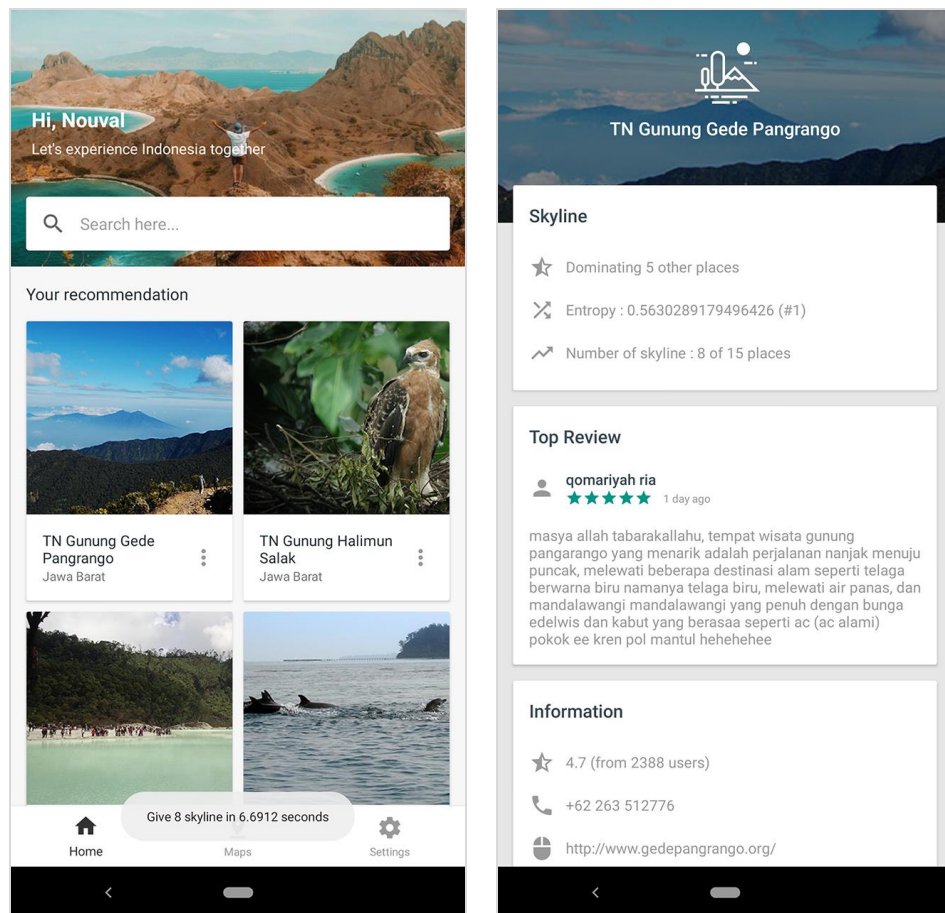 Hi, Nouval
Let's experience Indonesia together
Search here...
Your recommendation
TN Gunung Gede
Pangrango
Jawa Barat
TN Gunung Halimun
Salak
Jawa Barat
Give 8 skyline in 6.6912 seconds
Home
Maps
Settings
TN Gunung Gede Pangrango
Skyline
Dominating 5 other places
Entropy : 0.5630289179496426 (#1)
Number of skyline : 8 of 15 places
Top Review
qomariyah ria
1 day ago
masya allah tabarakallahu, tempat wisata gunung
pangarango yang menarik adalah perjalanan nanjak menuju
puncak, melewati beberapa destinasi alam seperti telaga
berwarna biru namanya telaga biru, melewati air panas, dan
mandalawangi mandalawangi yang penuh dengan bunga
edelwis dan kabut yang berasaa seperti ac (ac alami)
pokok ee kren pol mantul hehehehee
Information
4.7 (from 2388 users)
+62 263 512776
http://www.gedepangrango.org/